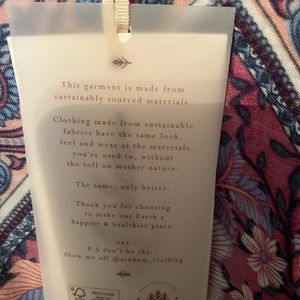 This garment is made from
sustainably sourced materials.
Clothing made from sustainable
fabrics have the same look,
feel and wear as the materials
you're used to, without
the toll on mother nature.
The same, only better.
Thank you for choosing
to make our Earth a
happier & healthier place.
xxx
P.S don't be shy...
Show me off @arnhem_clothing